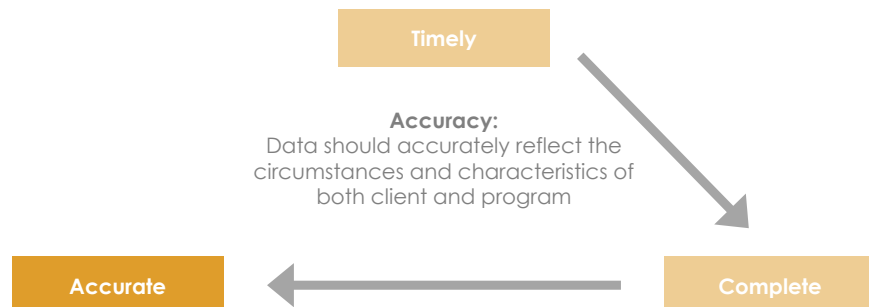 Timely
Accuracy:
Data should accurately reflect the
circumstances and characteristics of
both client and program
Accurate
Complete